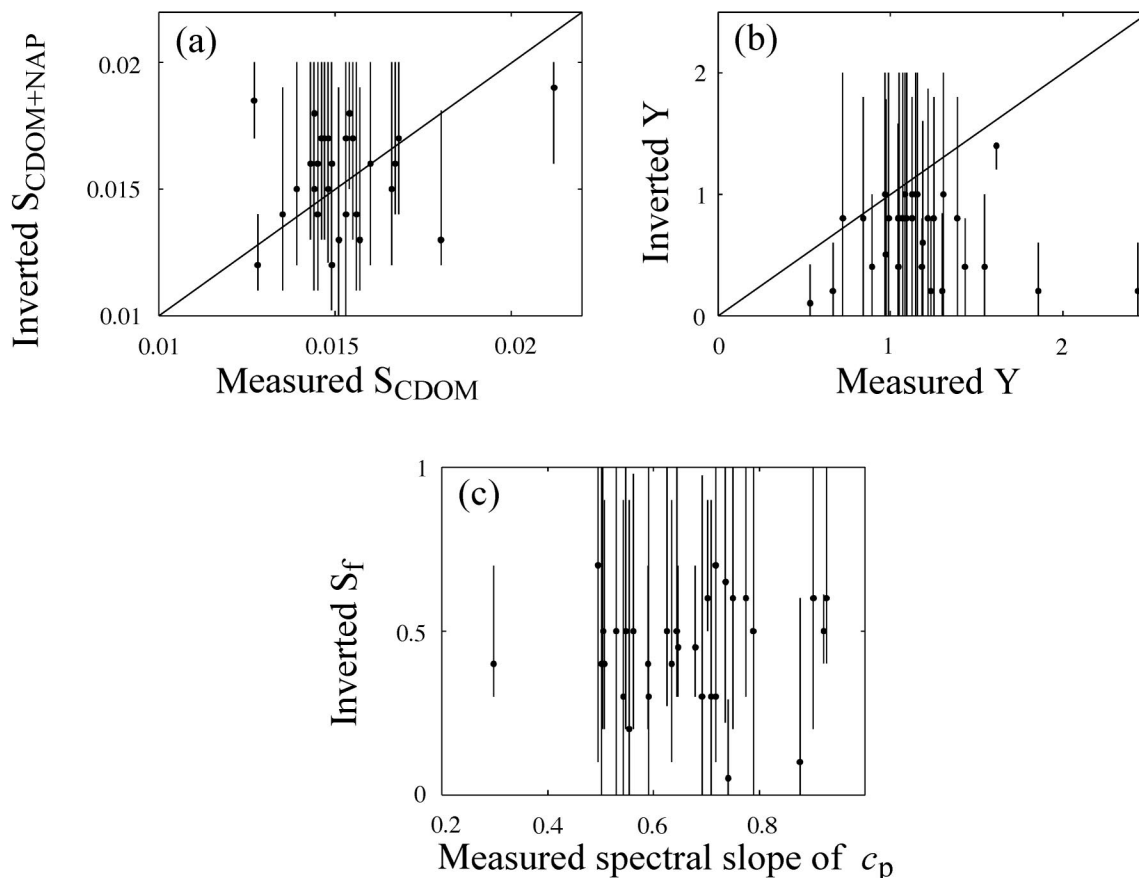 (a)
Inverted S_CDOM+NAP
0.02
0.015
0.01
0.01 0.015 0.02
Measured S_CDOM
(b)
Inverted Y
2
1
0
0 1 2
Measured Y
(c)
Inverted S_f
1
0.5
0
0.2 0.4 0.6 0.8
Measured spectral slope of c_p